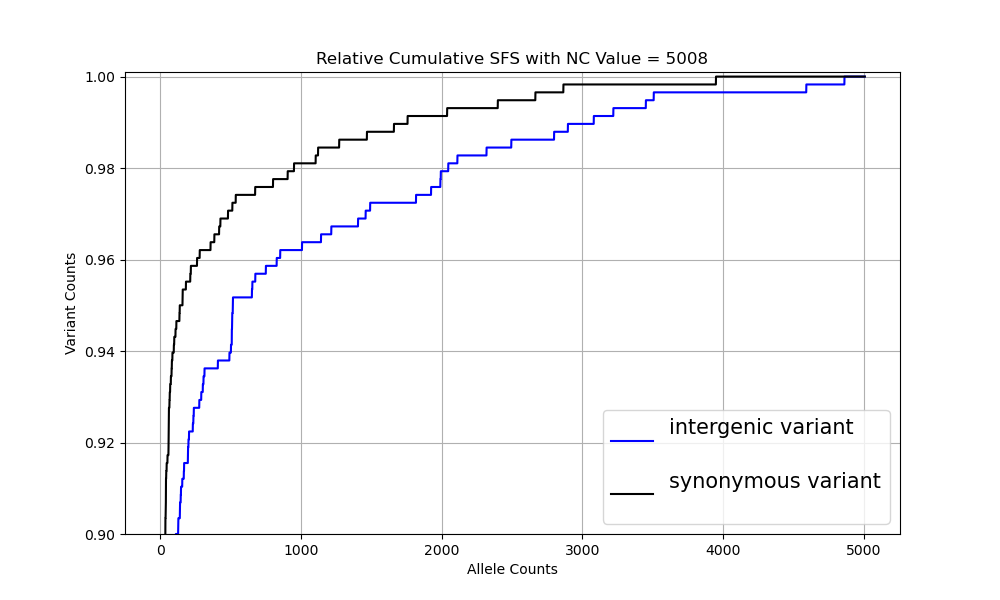 Relative Cumulative SFS with NC Value = 5008
1.00
0.98
0.96
0.94
0.92
0.90
Variant Counts
intergenic variant
synonymous variant
0
1000
2000
3000
4000
5000
Allele Counts